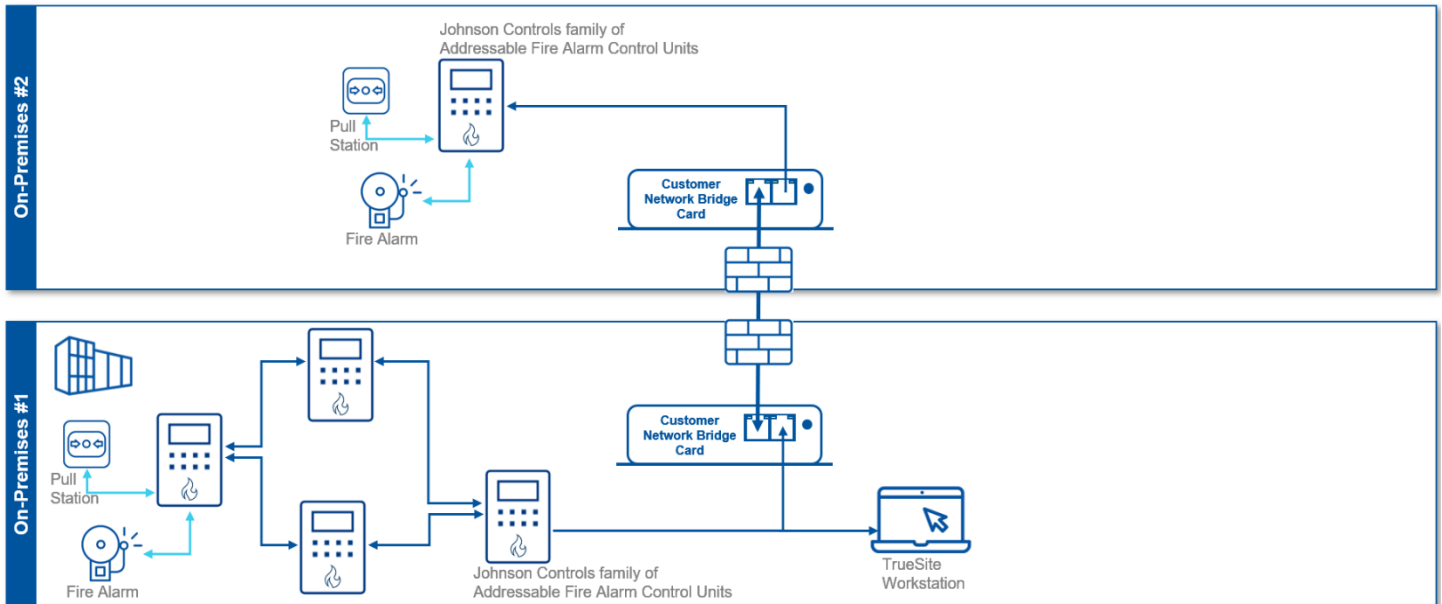 On-Premises #2
Johnson Controls family of
Addressable Fire Alarm Control Units
Pull
Station
Fire Alarm
Customer
Network Bridge
Card
On-Premises #1
Pull
Station
Fire Alarm
Customer
Network Bridge
Card
Johnson Controls family of
Addressable Fire Alarm Control Units
TrueSite
Workstation